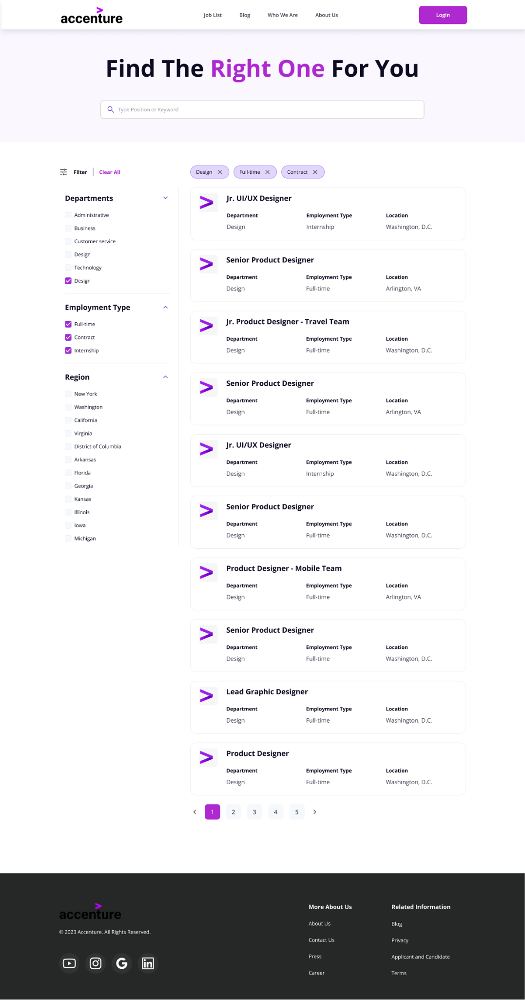 accenture
Job List Blog Who We Are About Us Login
Find The Right One For You
Type Position or Keyword
Filter Clear All
Departments
Administrative
Business
Customer service
Design
Technology
Design
Employment Type
Full-time
Contract
Internship
Region
New York
Washington
California
Virginia
District of Columbia
Arkansas
Florida
Georgia
Kansas
Illinois
Iowa
Michigan
Design Full-time Contract
Jr. UI/UX Designer
Department Employment Type Location
Design Internship Washington, D.C.
Senior Product Designer
Department Employment Type Location
Design Full-time Arlington, VA
Jr. Product Designer - Travel Team
Department Employment Type Location
Design Full-time Washington, D.C.
Senior Product Designer
Department Employment Type Location
Design Full-time Arlington, VA
Jr. UI/UX Designer
Department Employment Type Location
Design Internship Washington, D.C.
Senior Product Designer
Department Employment Type Location
Design Full-time Washington, D.C.
Product Designer - Mobile Team
Department Employment Type Location
Design Full-time Arlington, VA
Senior Product Designer
Department Employment Type Location
Design Full-time Washington, D.C.
Lead Graphic Designer
Department Employment Type Location
Design Full-time Washington, D.C.
Product Designer
Department Employment Type Location
Design Full-time Washington, D.C.
1 2 3 4 5
accenture
© 2023 Accenture. All Rights Reserved.
More About Us
About Us
Contact Us
Press
Career
Related Information
Blog
Privacy
Applicant and Candidate
Terms